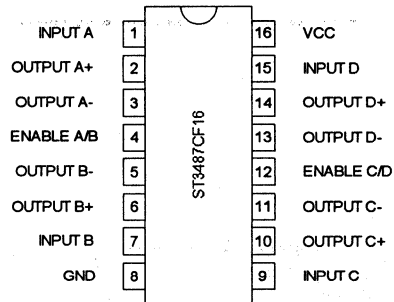 INPUT A 1 16 VCC
OUTPUT A+ 2 15 INPUT D
OUTPUT A- 3 14 OUTPUT D+
ENABLE A/B 4 13 OUTPUT D-
OUTPUT B- 5 12 ENABLE C/D
OUTPUT B+ 6 11 OUTPUT C-
INPUT B 7 10 OUTPUT C+
GND 8 9 INPUT C
ST3487CF16